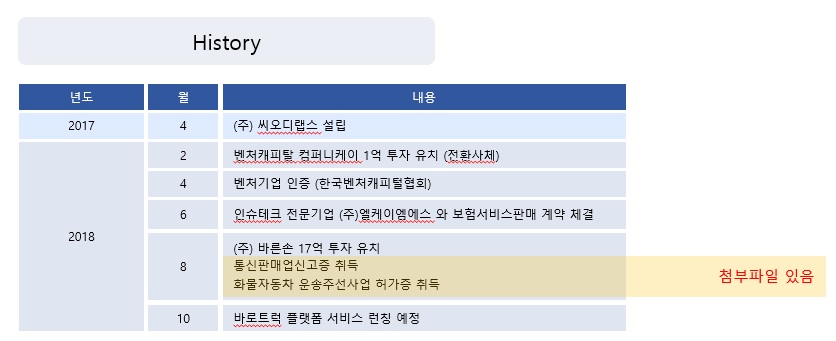 History
년도 월 내용
2017 4 (주) 씨오디랩스 설립
2 벤처캐피탈 컴퍼니케이 1억 투자 유치 (전환사체)
4 벤처기업 인증 (한국벤처캐피털협회)
2018 6 인슈테크 전문기업 (주)엘케이엠에스 와 보험서비스판매 계약 체결
8 (주) 바른손 17억 투자 유치
통신판매업신고증 취득
화물자동차 운송주선사업 허가증 취득
첨부파일 있음
10 바로트럭 플랫폼 서비스 런칭 예정